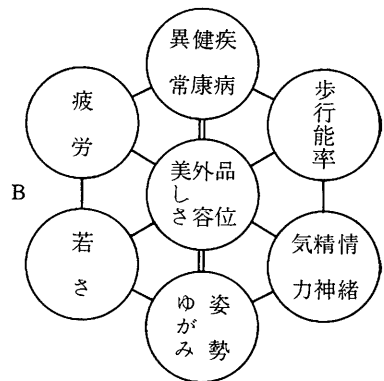 疾病
健康
異常
疲労
歩行能率
品位
外容
美しさ
B
若さ
情緒
精神
気力
姿勢
ゆがみ